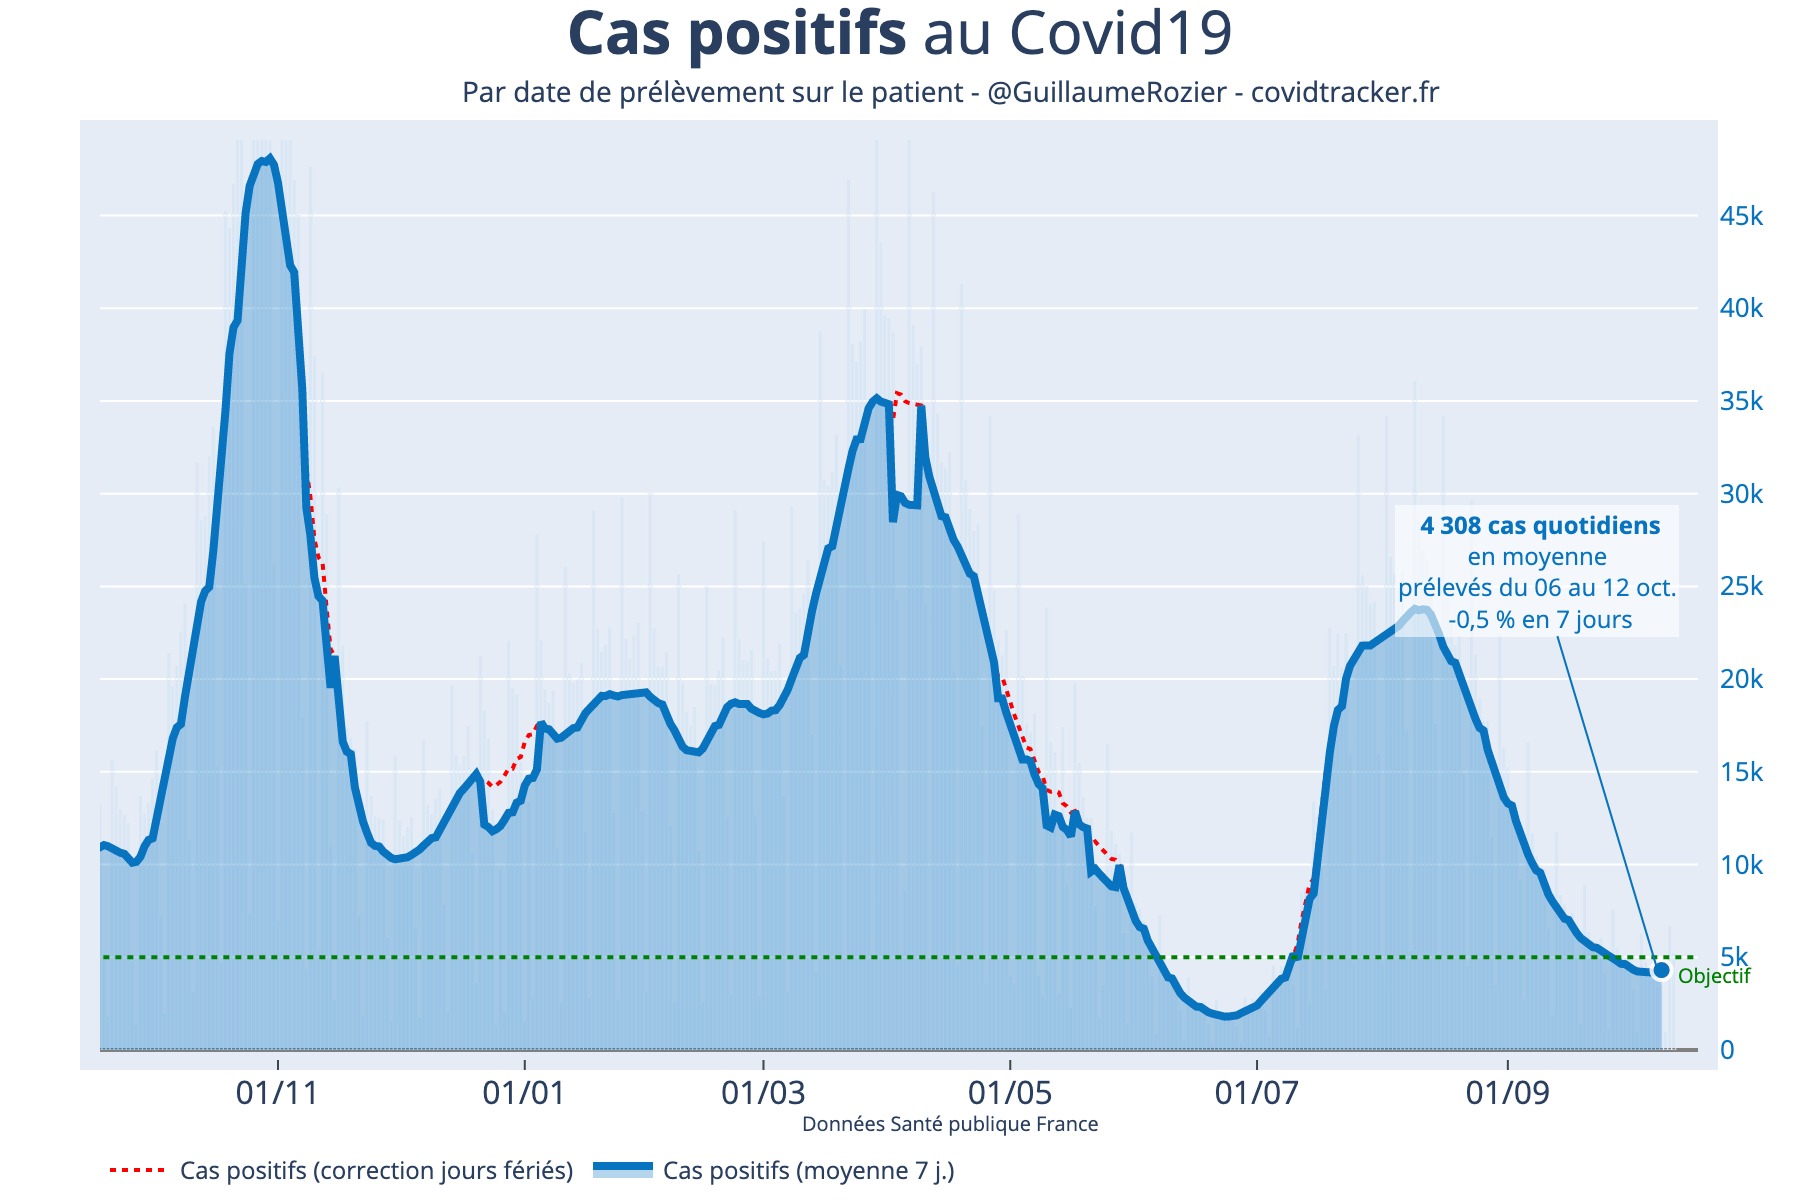 Cas positifs au Covid19
Par date de prélèvement sur le patient - @GuillaumeRozier - covidtracker.fr
45k
40k
35k
30k
25k
20k
15k
10k
5k
0
4 308 cas quotidiens
en moyenne
prélevés du 06 au 12 oct.
-0,5 % en 7 jours
Objectif
01/11
01/01
01/03
01/05
01/07
01/09
Données Santé publique France
Cas positifs (correction jours fériés)
Cas positifs (moyenne 7 j.)